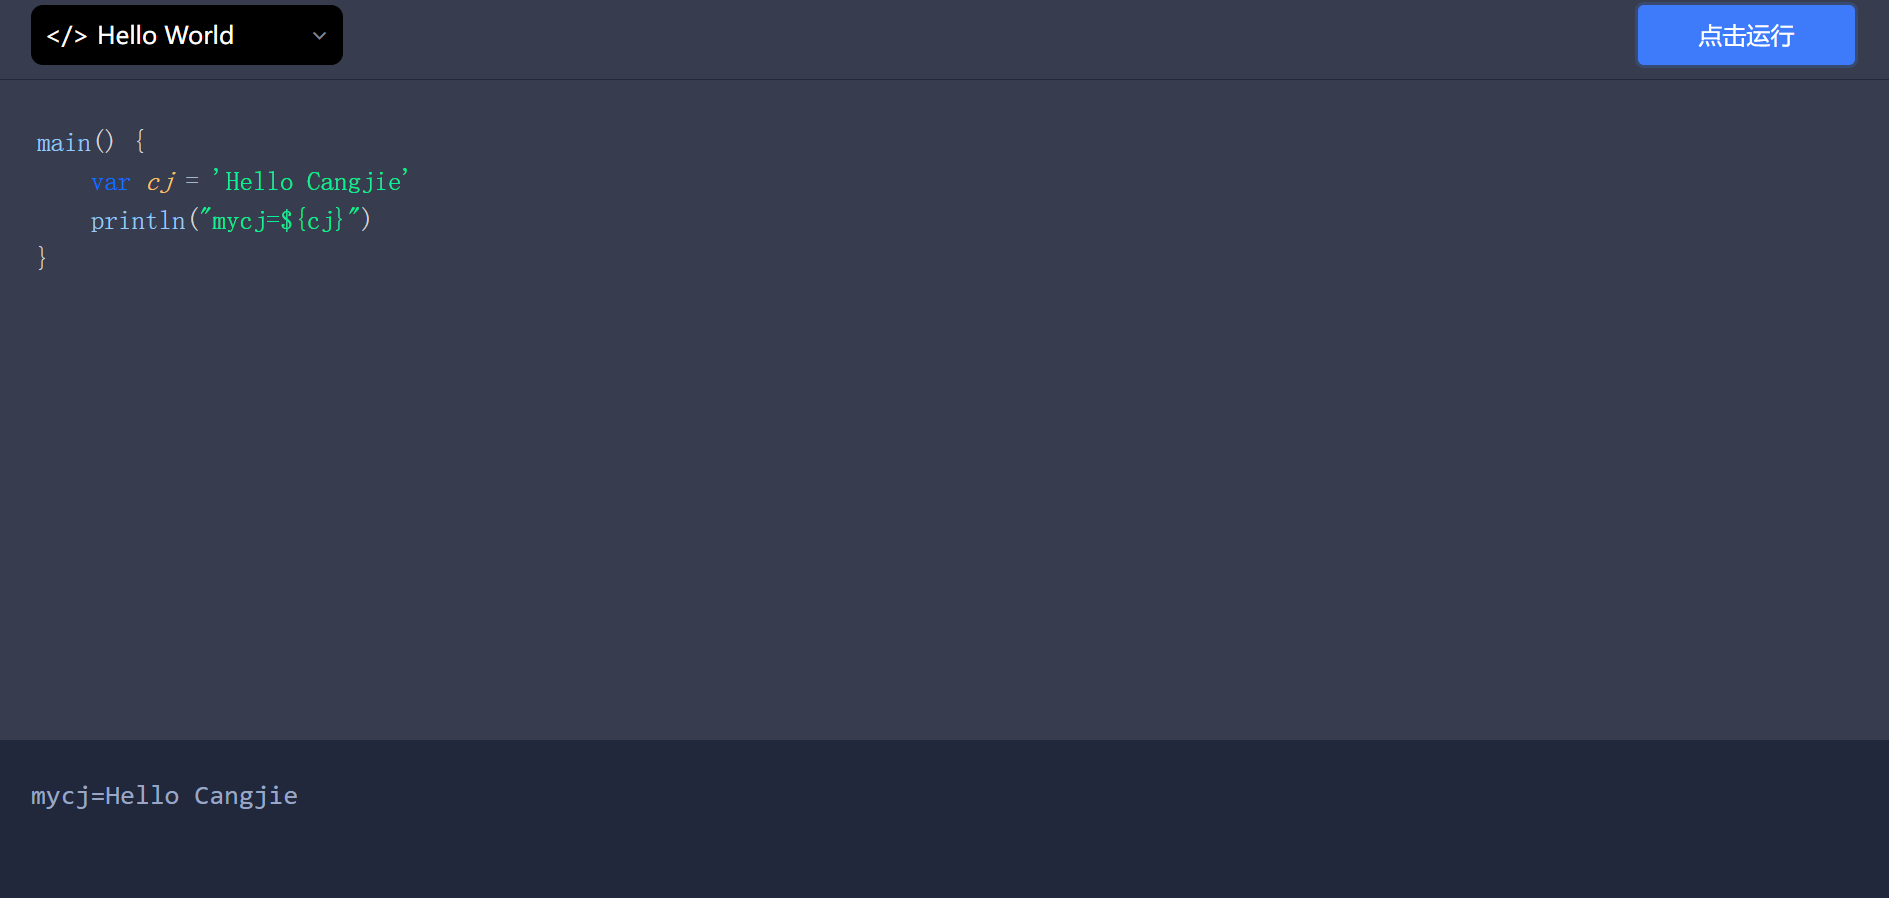 </> Hello World
点击运行
main() {
    var cj = 'Hello Cangjie'
    println("mycj=${cj}")
}
mycj=Hello Cangjie